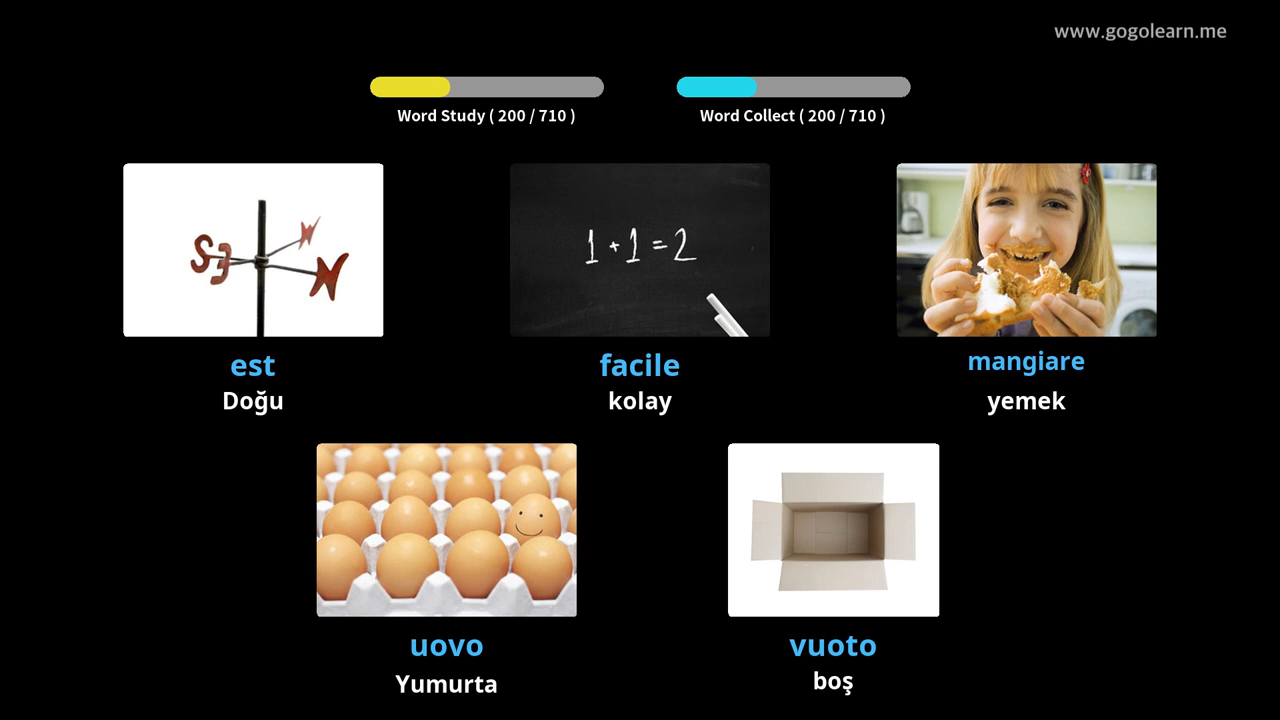 www.gogolearn.me
Word Study ( 200 / 710 )
Word Collect ( 200 / 710 )
S E N
1 + 1 = 2
est
Doğu
facile
kolay
mangiare
yemek
uovo
Yumurta
vuoto
boş